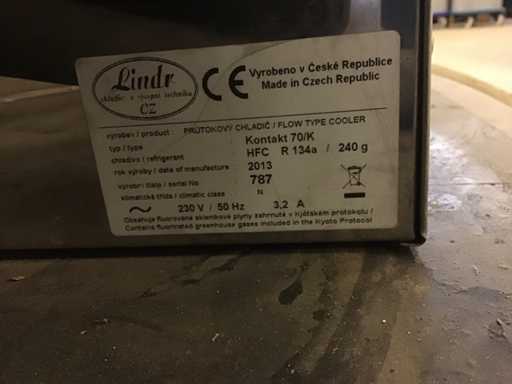 Lindr
chladicí a výčepní technika
CZ
CE
Vyrobeno v České Republice
Made in Czech Republic
výrobek / product PRŮTOKOVÝ CHLADIČ / FLOW TYPE COOLER
typ / type Kontakt 70/K
chladivo / refrigerant HFC R 134a / 240 g
rok výroby / date of manufacture 2013
výrobní číslo / serial No 787
klimatická třída / climatic class N
~ 230 V / 50 Hz 3,2 A
Obsahuje fluorované skleníkové plyny zahrnuté v Kjótském protokolu /
Contains fluorinated greenhouse gases included in the Kyoto Protocol